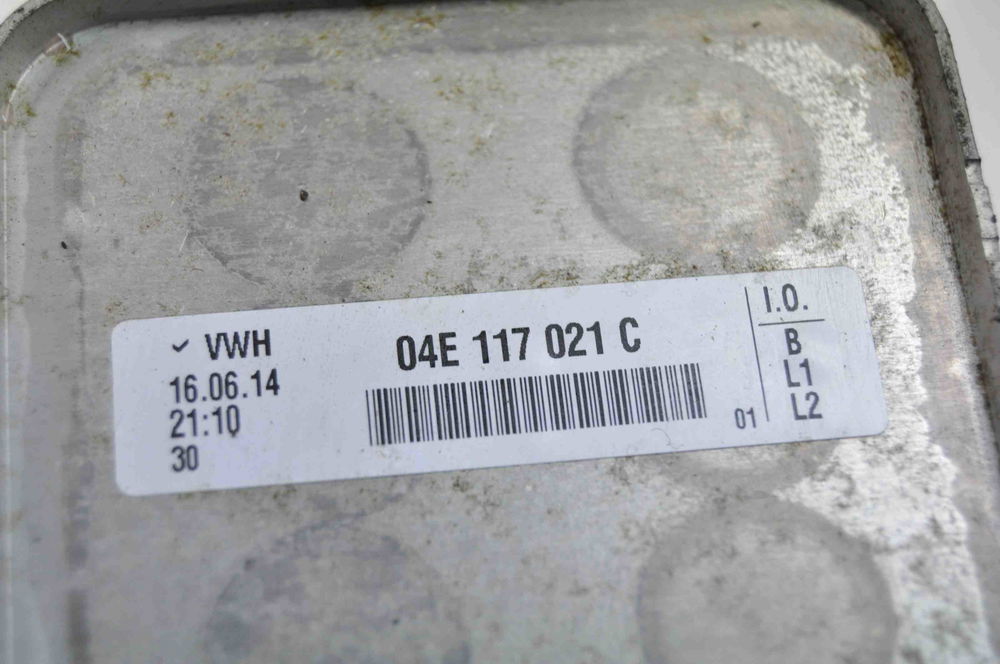 ✓ VWH
16.06.14
21:10
30
04E 117 021 C
01
I.O.
B
L1
L2